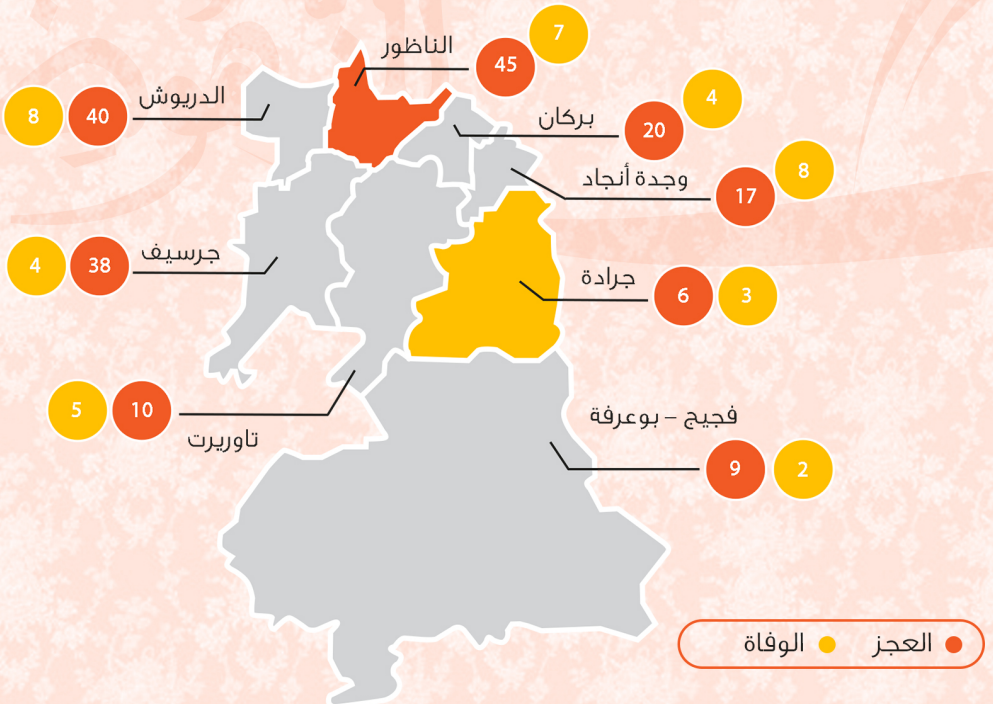 الناظور
45
7
الدريوش
40
8
بركان
20
4
وجدة أنجاد
17
8
جرسيف
38
4
جرادة
6
3
تاوريرت
10
5
فجيج – بوعرفة
9
2
العجز
الوفاة